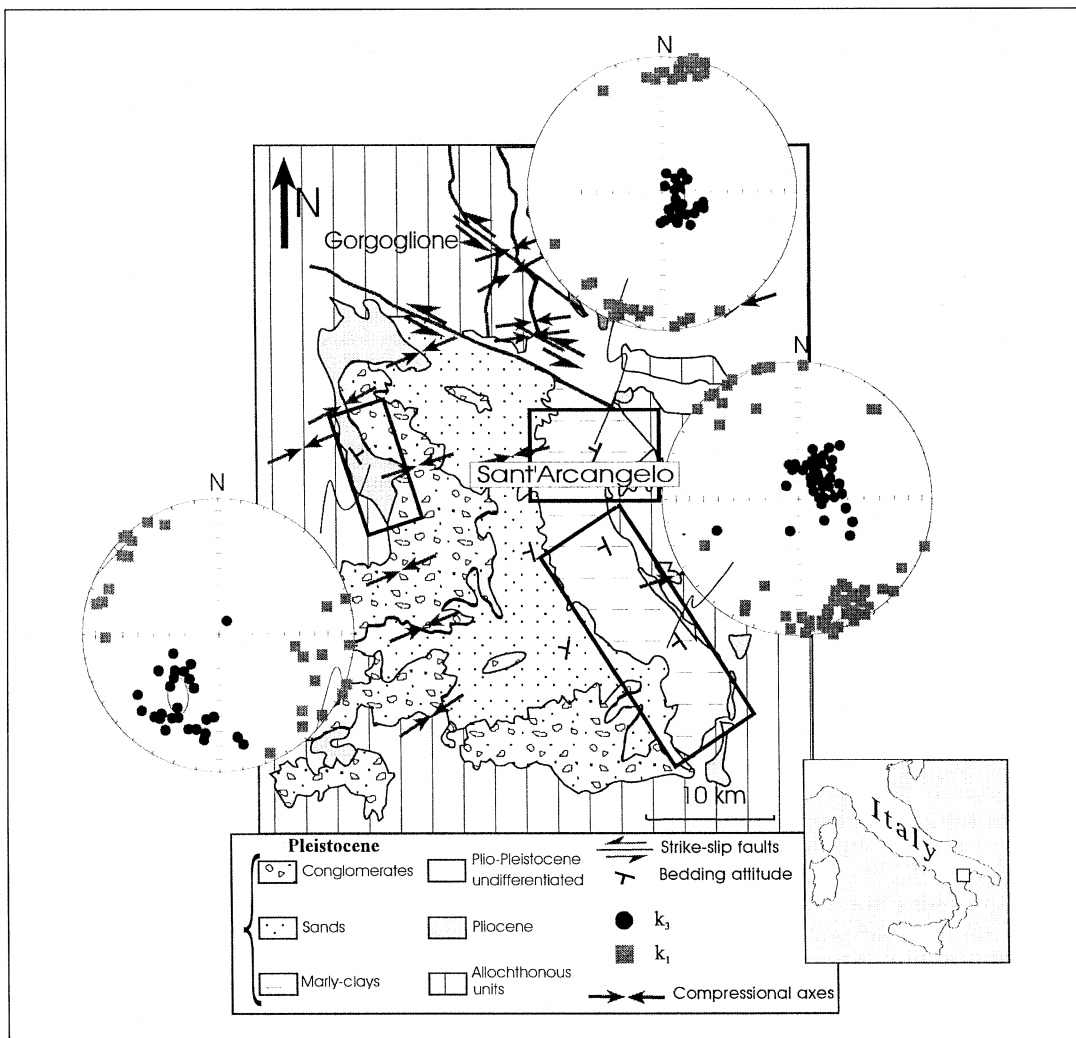 N
N
Gorgoglione
N
Sant'Arcangelo
N
10 km
Italy
Pleistocene
Conglomerates
Sands
Marly-clays
Plio-Pleistocene
undifferentiated
Pliocene
Allochthonous
units
Strike-slip faults
Bedding attitude
k3
k1
Compressional axes